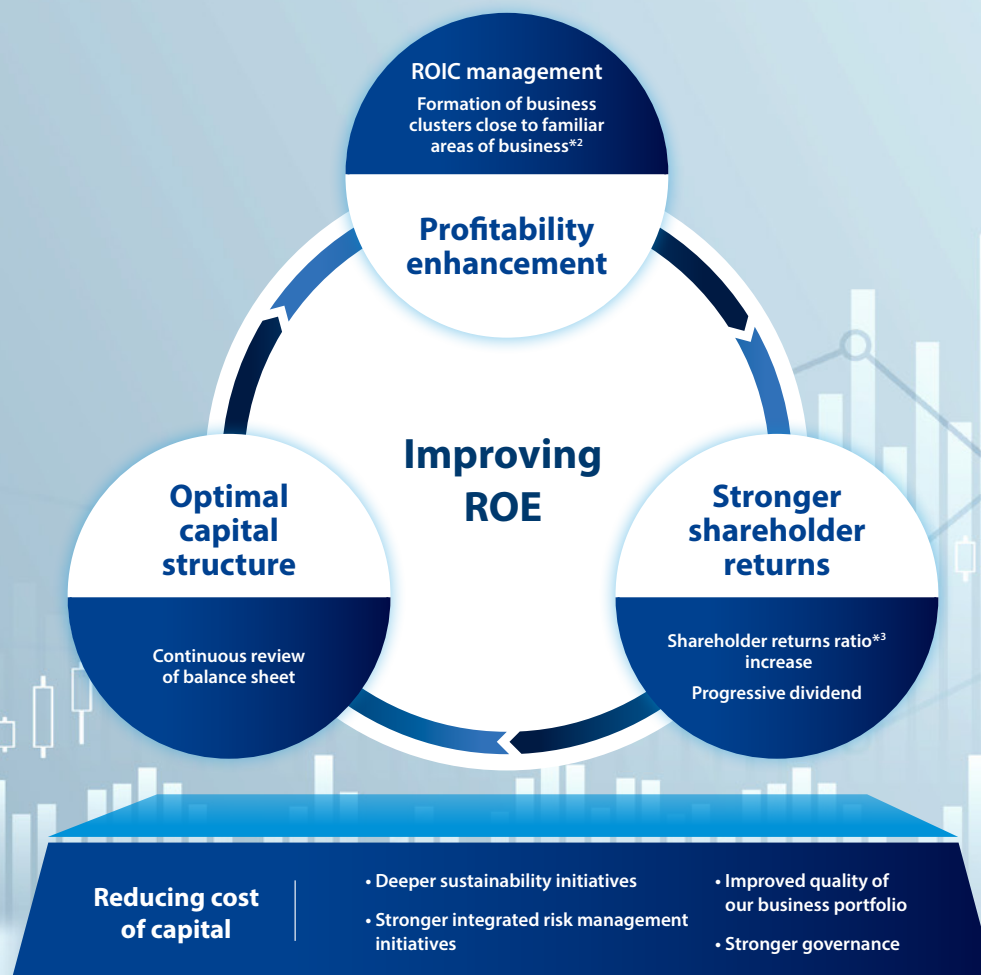 ROIC management
Formation of business
clusters close to familiar
areas of business*2
Profitability
enhancement
Improving
ROE
Optimal
capital
structure
Continuous review
of balance sheet
Stronger
shareholder
returns
Shareholder returns ratio*3
increase
Progressive dividend
Reducing cost
of capital
• Deeper sustainability initiatives
• Stronger integrated risk management
initiatives
• Improved quality of
our business portfolio
• Stronger governance